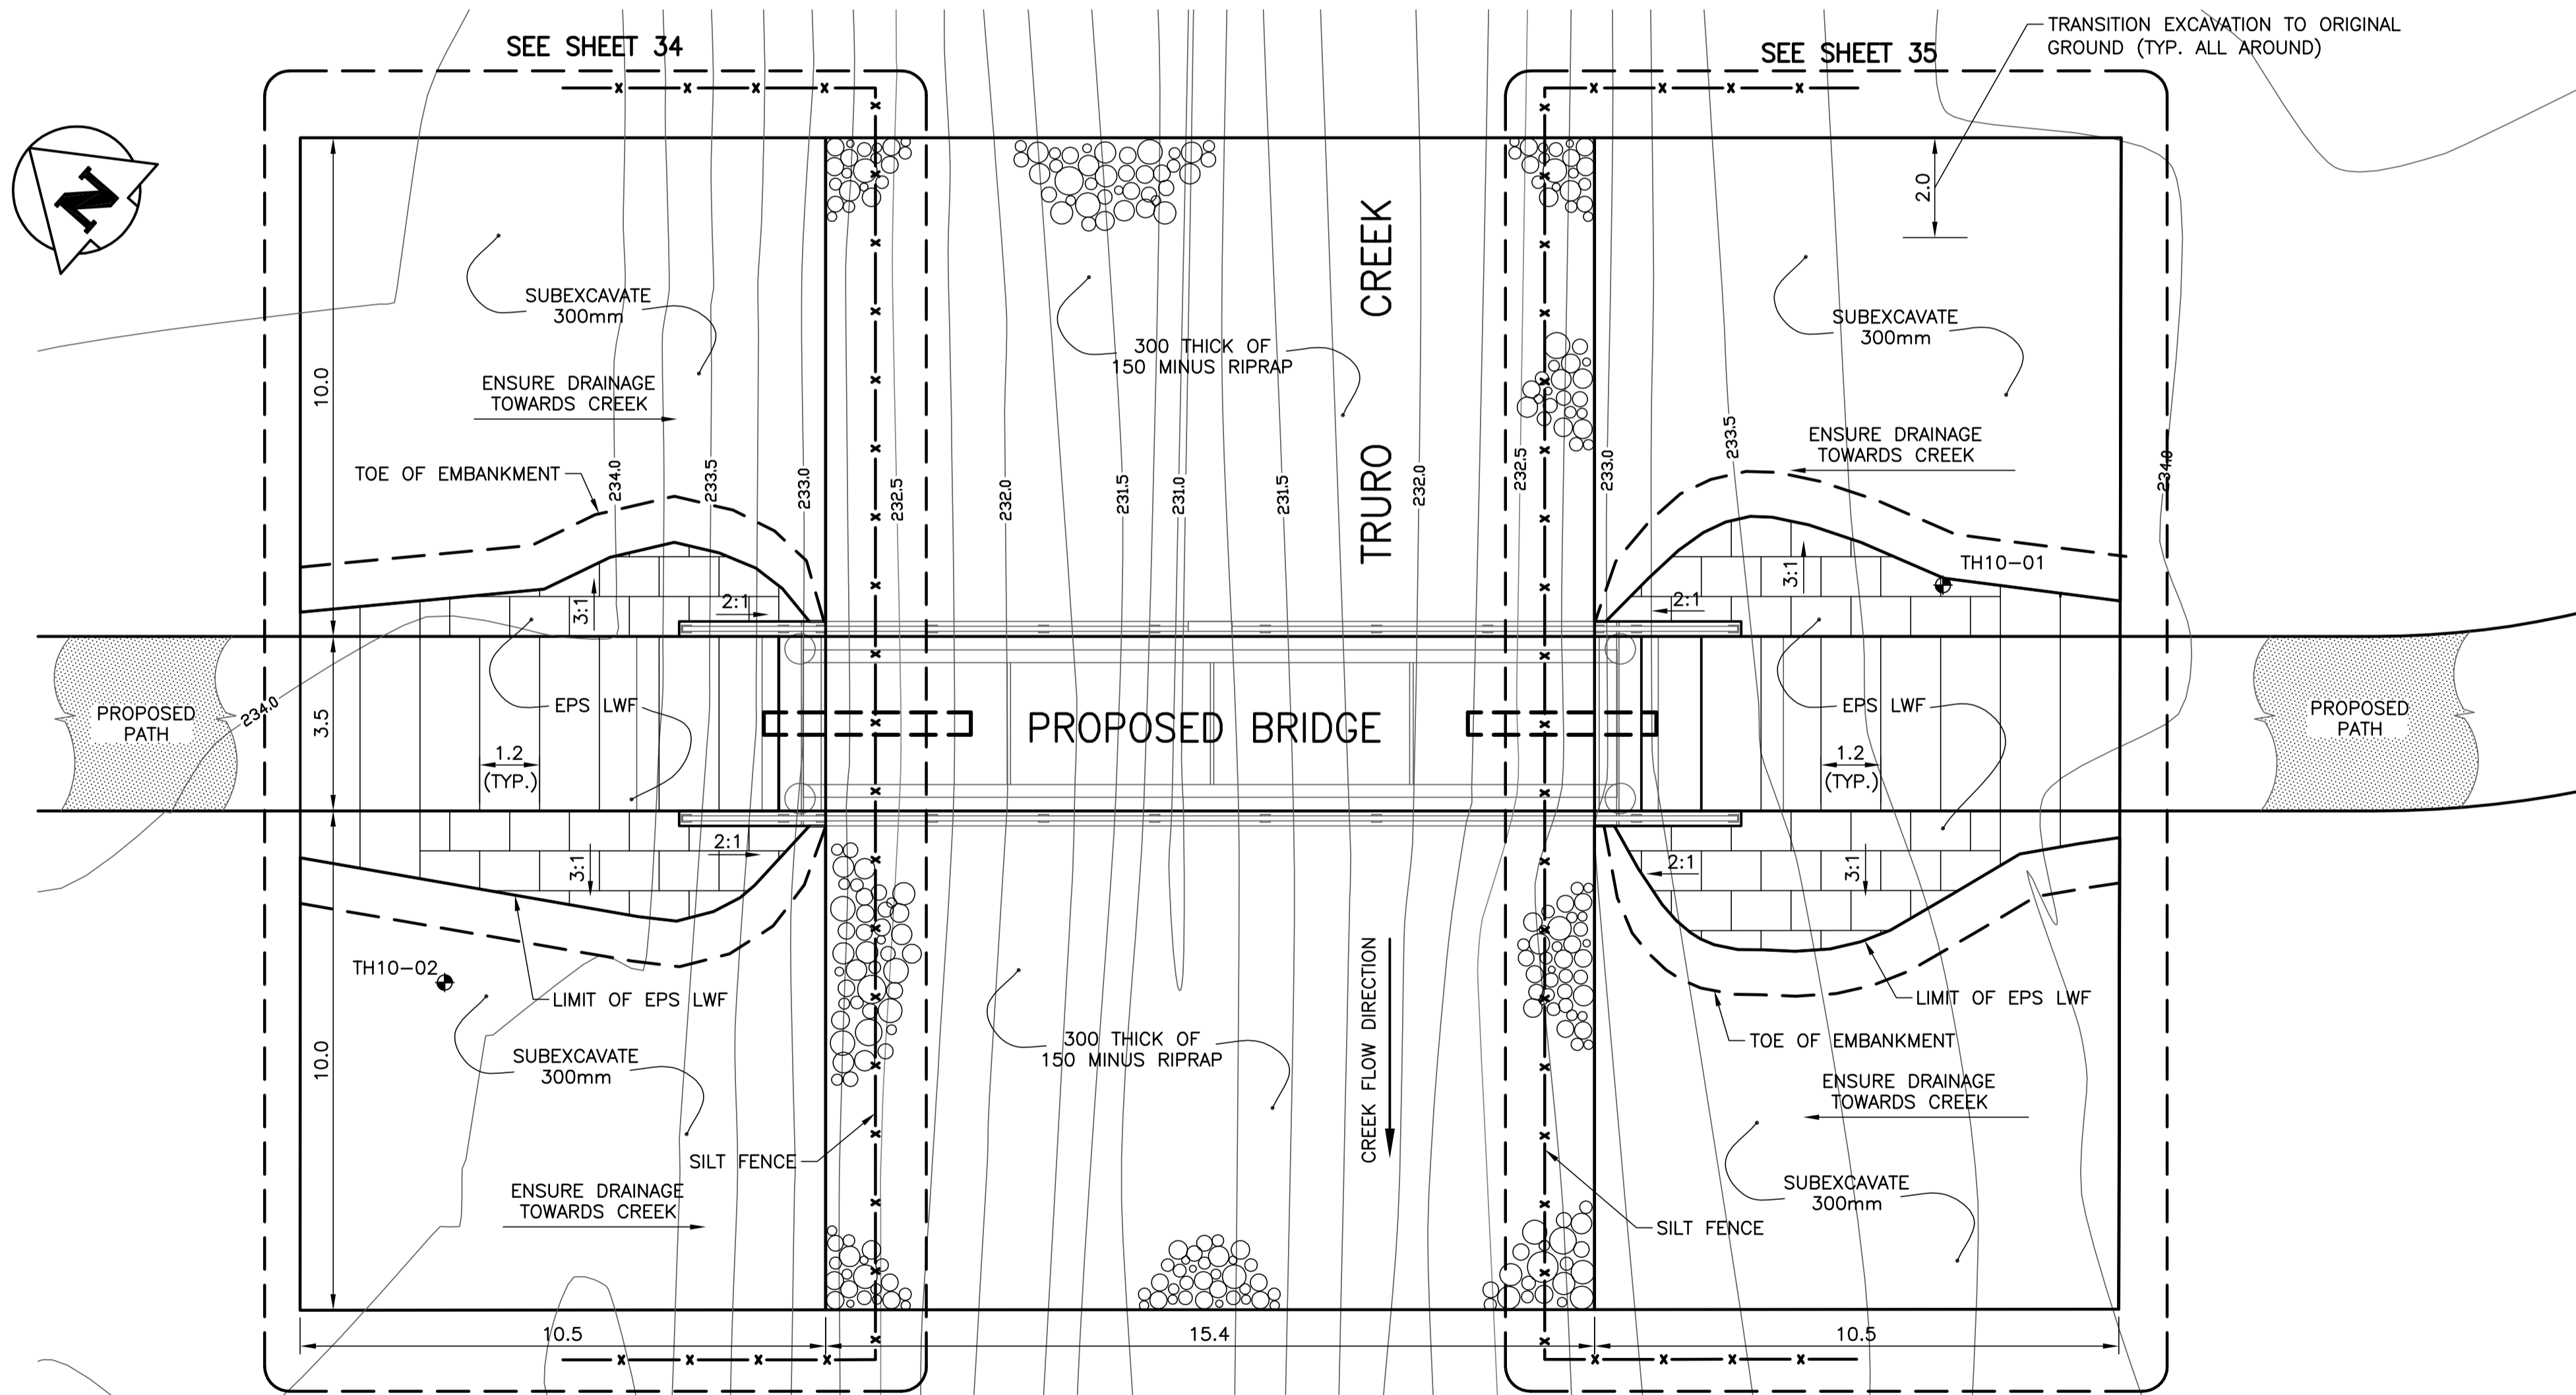 SEE SHEET 34
SEE SHEET 35
TRANSITION EXCAVATION TO ORIGINAL
GROUND (TYP. ALL AROUND)
N
2.0
CREEK
TRURO
SUBEXCAVATE
300mm
SUBEXCAVATE
300mm
300 THICK OF
150 MINUS RIPRAP
10.0
ENSURE DRAINAGE
TOWARDS CREEK
ENSURE DRAINAGE
TOWARDS CREEK
TOE OF EMBANKMENT
234.0
233.5
233.0
232.5
232.0
231.5
231.0
231.5
232.0
232.5
233.0
233.5
234.0
TH10-01
3:1
2:1
2:1
3:1
PROPOSED
PATH
234.0
3.5
EPS LWF
1.2
(TYP.)
PROPOSED BRIDGE
EPS LWF
1.2
(TYP.)
PROPOSED
PATH
3:1
2:1
2:1
3:1
TH10-02
LIMIT OF EPS LWF
LIMIT OF EPS LWF
TOE OF EMBANKMENT
10.0
SUBEXCAVATE
300mm
300 THICK OF
150 MINUS RIPRAP
CREEK FLOW DIRECTION
ENSURE DRAINAGE
TOWARDS CREEK
SILT FENCE
ENSURE DRAINAGE
TOWARDS CREEK
SUBEXCAVATE
300mm
SILT FENCE
10.5
15.4
10.5